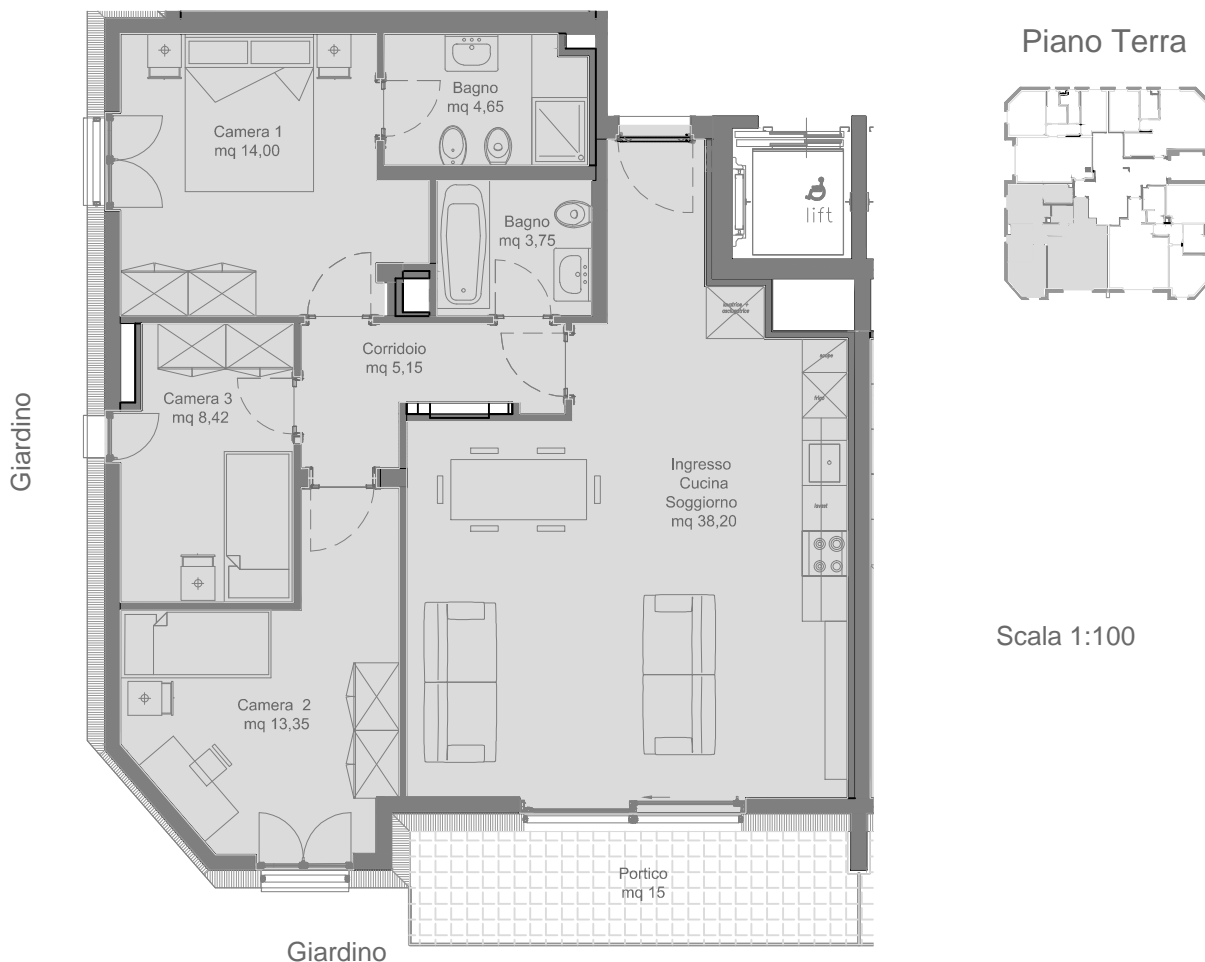 Piano Terra
Bagno
mq 4,65
Camera 1
mq 14,00
Bagno
mq 3,75
lift
Corridoio
mq 5,15
Camera 3
mq 8,42
Giardino
Ingresso
Cucina
Soggiorno
mq 38,20
frigo
Scala 1:100
Camera 2
mq 13,35
Portico
mq 15
Giardino